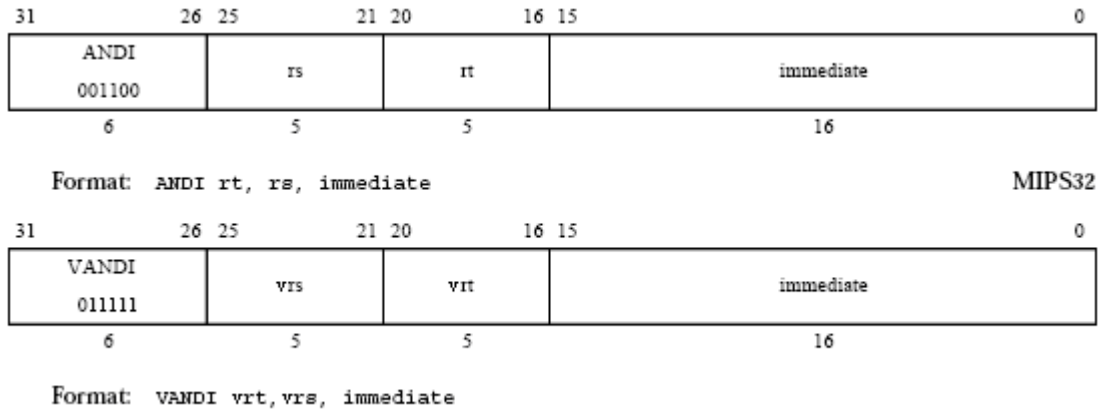 31 26 25 21 20 16 15 0
ANDI
001100
rs rt immediate
6 5 5 16
Format: ANDI rt, rs, immediate MIPS32
31 26 25 21 20 16 15 0
VANDI
011111
vrs vrt immediate
6 5 5 16
Format: VANDI vrt,vrs, immediate